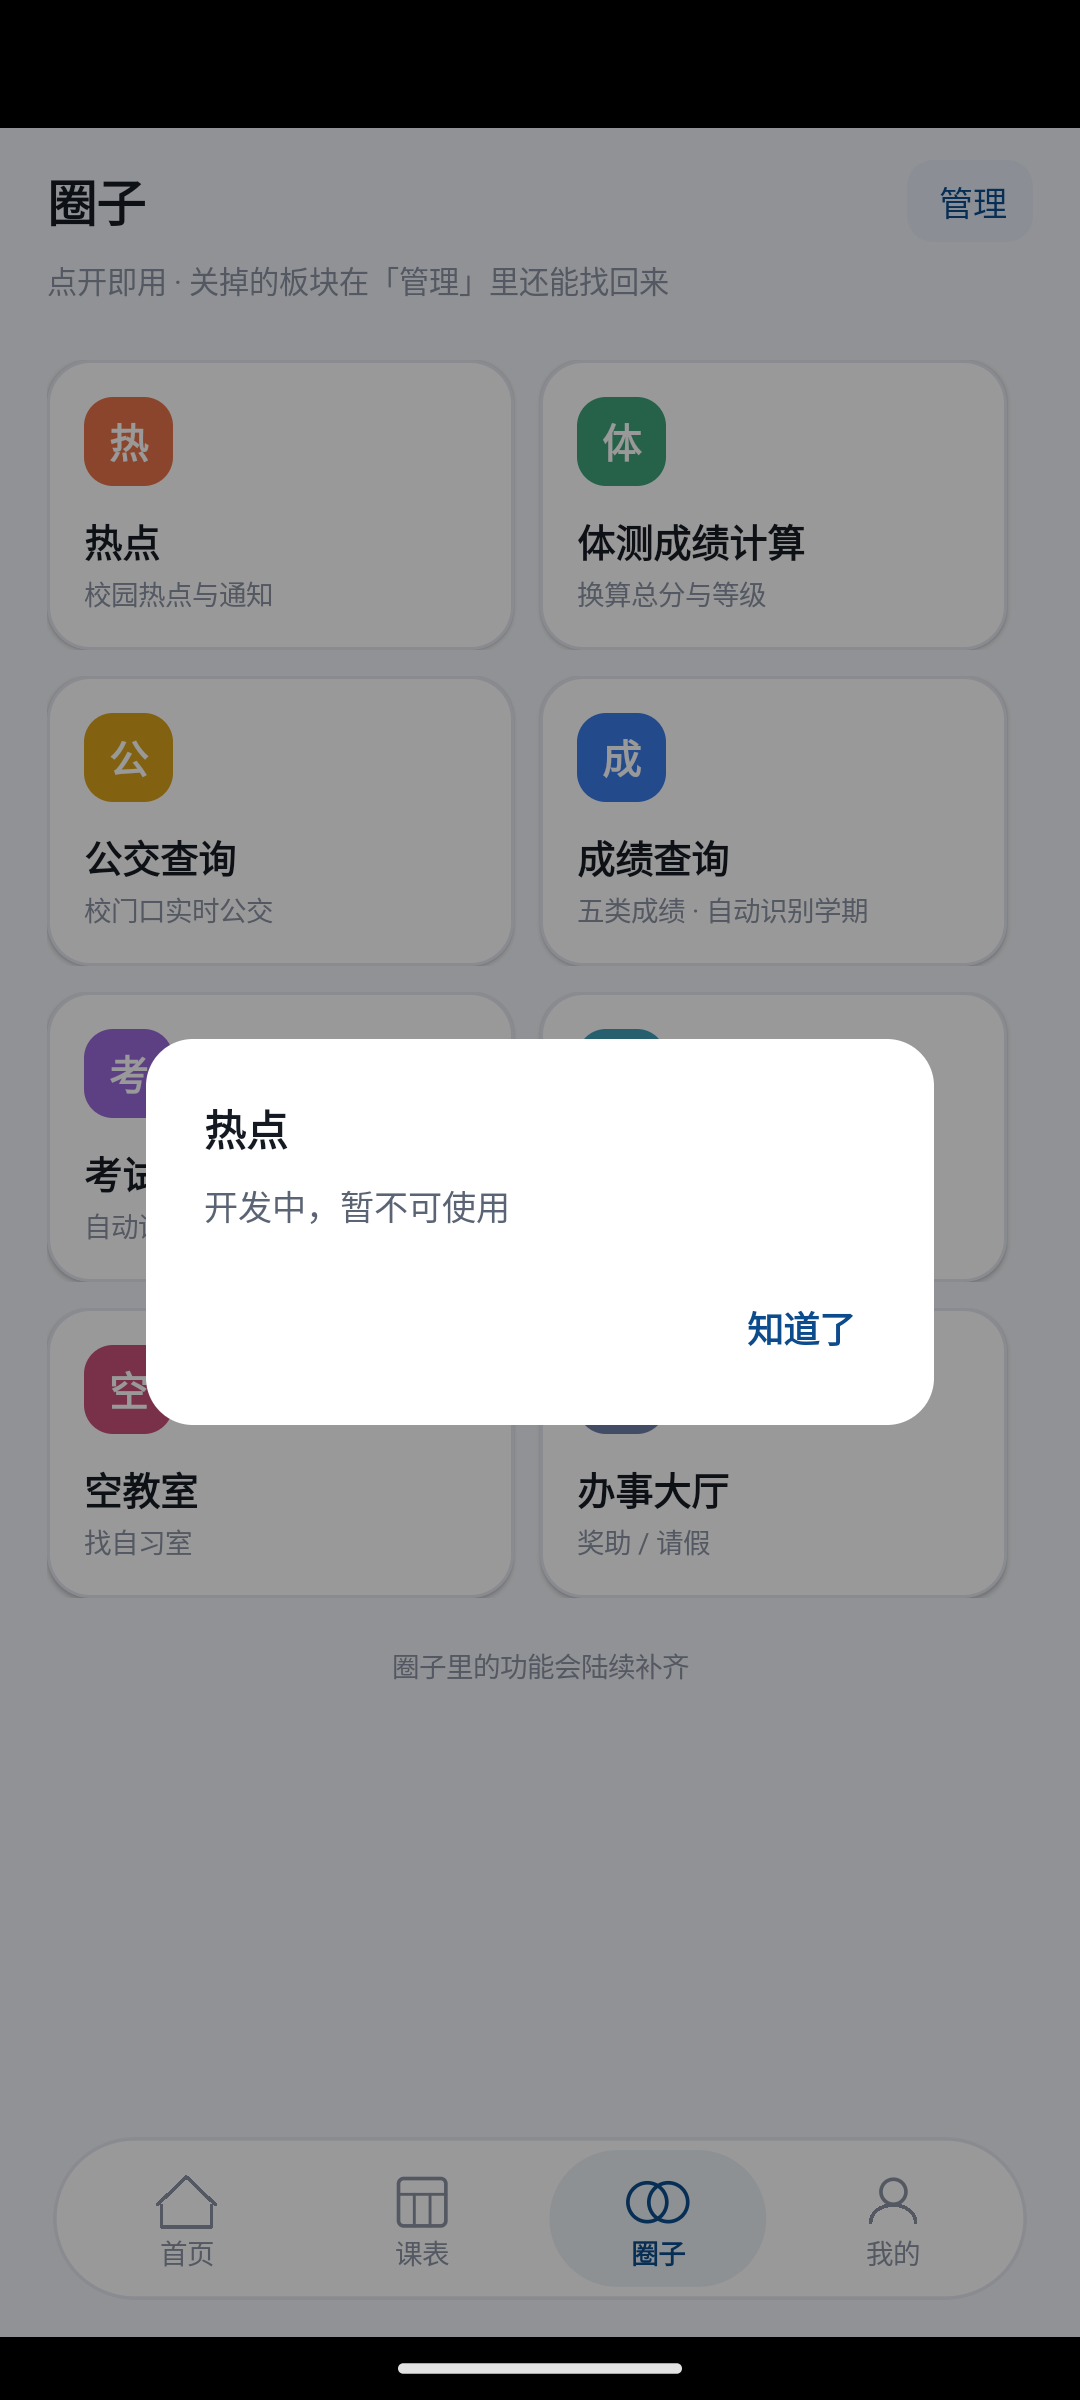 圈子
管理
点开即用 · 关掉的板块在「管理」里还能找回来
热
体
热点
体测成绩计算
校园热点与通知
换算总分与等级
公
成
公交查询
成绩查询
校门口实时公交
五类成绩 · 自动识别学期
考
考试
自动
热点
开发中，暂不可使用
知道了
空
空教室
办事大厅
找自习室
奖助 / 请假
圈子里的功能会陆续补齐
首页
课表
圈子
我的